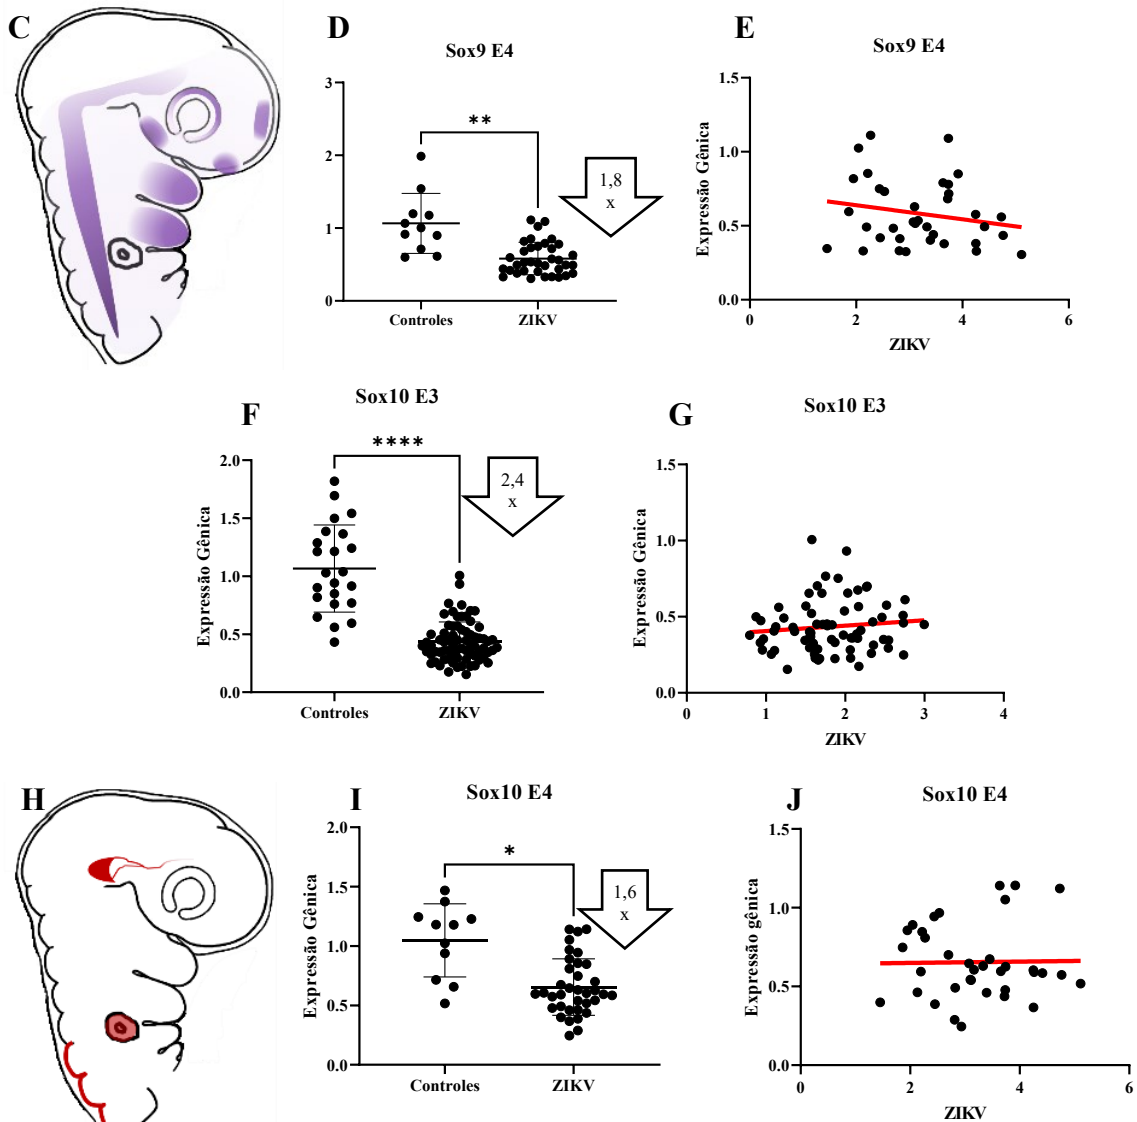 C
D
Sox9 E4
**
1,8
x
3
2
1
0
Controles
ZIKV
E
Sox9 E4
Expressão Gênica
1.5
1.0
0.5
0.0
0
2
4
6
ZIKV
F
Sox10 E3
****
2,4
x
Expressão Gênica
2.0
1.5
1.0
0.5
0.0
Controles
ZIKV
G
Sox10 E3
Expressão Gênica
1.5
1.0
0.5
0.0
0
1
2
3
4
ZIKV
H
I
Sox10 E4
*
1,6
x
Expressão Gênica
2.0
1.5
1.0
0.5
0.0
Controles
ZIKV
J
Sox10 E4
Expressão gênica
1.5
1.0
0.5
0.0
0
2
4
6
ZIKV